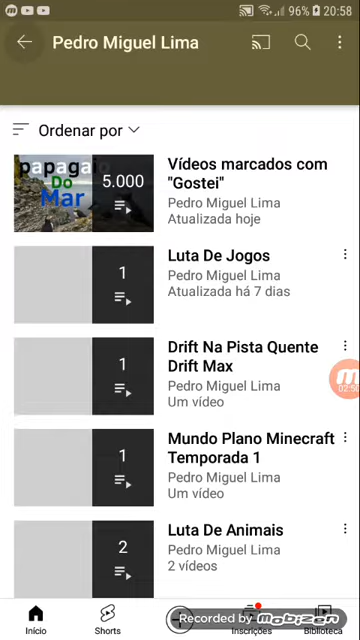 96% 20:58
Pedro Miguel Lima
Ordenar por
papagaio
Do
Mar
5.000
Vídeos marcados com
"Gostei"
Pedro Miguel Lima
Atualizada hoje
1
Luta De Jogos
Pedro Miguel Lima
Atualizada há 7 dias
1
Drift Na Pista Quente
Drift Max
Pedro Miguel Lima
Um vídeo
02:50
1
Mundo Plano Minecraft
Temporada 1
Pedro Miguel Lima
Um vídeo
2
Luta De Animais
Pedro Miguel Lima
2 vídeos
Recorded by Mobizen
Início
Shorts
Inscrições
Biblioteca